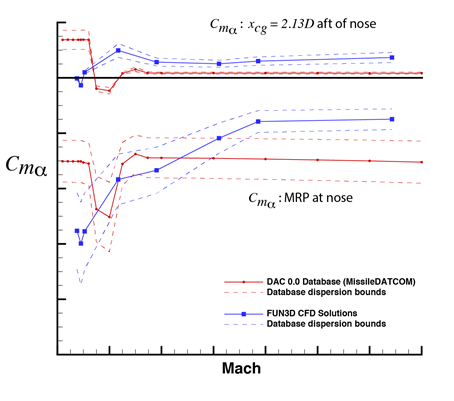 Cmα : xcg = 2.13D aft of nose
Cmα
Cmα : MRP at nose
DAC 0.0 Database (MissileDATCOM)
Database dispersion bounds
FUN3D CFD Solutions
Database dispersion bounds
Mach